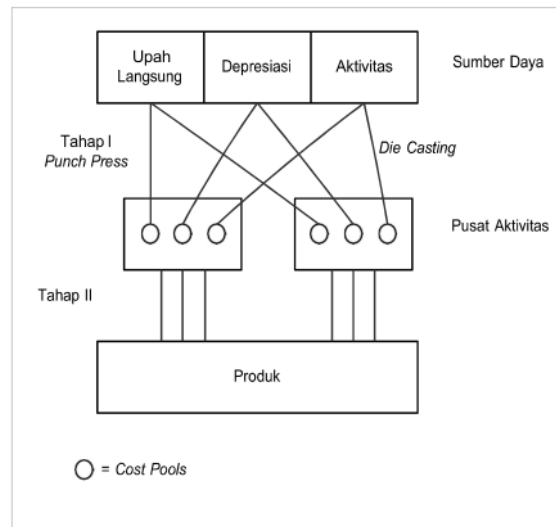 Upah
Langsung
Depresiasi
Aktivitas
Sumber Daya
Tahap I
Punch Press
Die Casting
Pusat Aktivitas
Tahap II
Produk
= Cost Pools